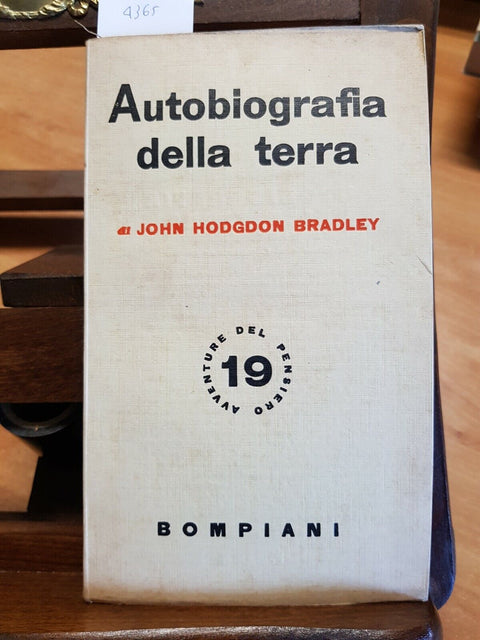 4365
Autobiografia
della terra
di JOHN HODGDON BRADLEY
AVVENTURE DEL PENSIERO
19
BOMPIANI